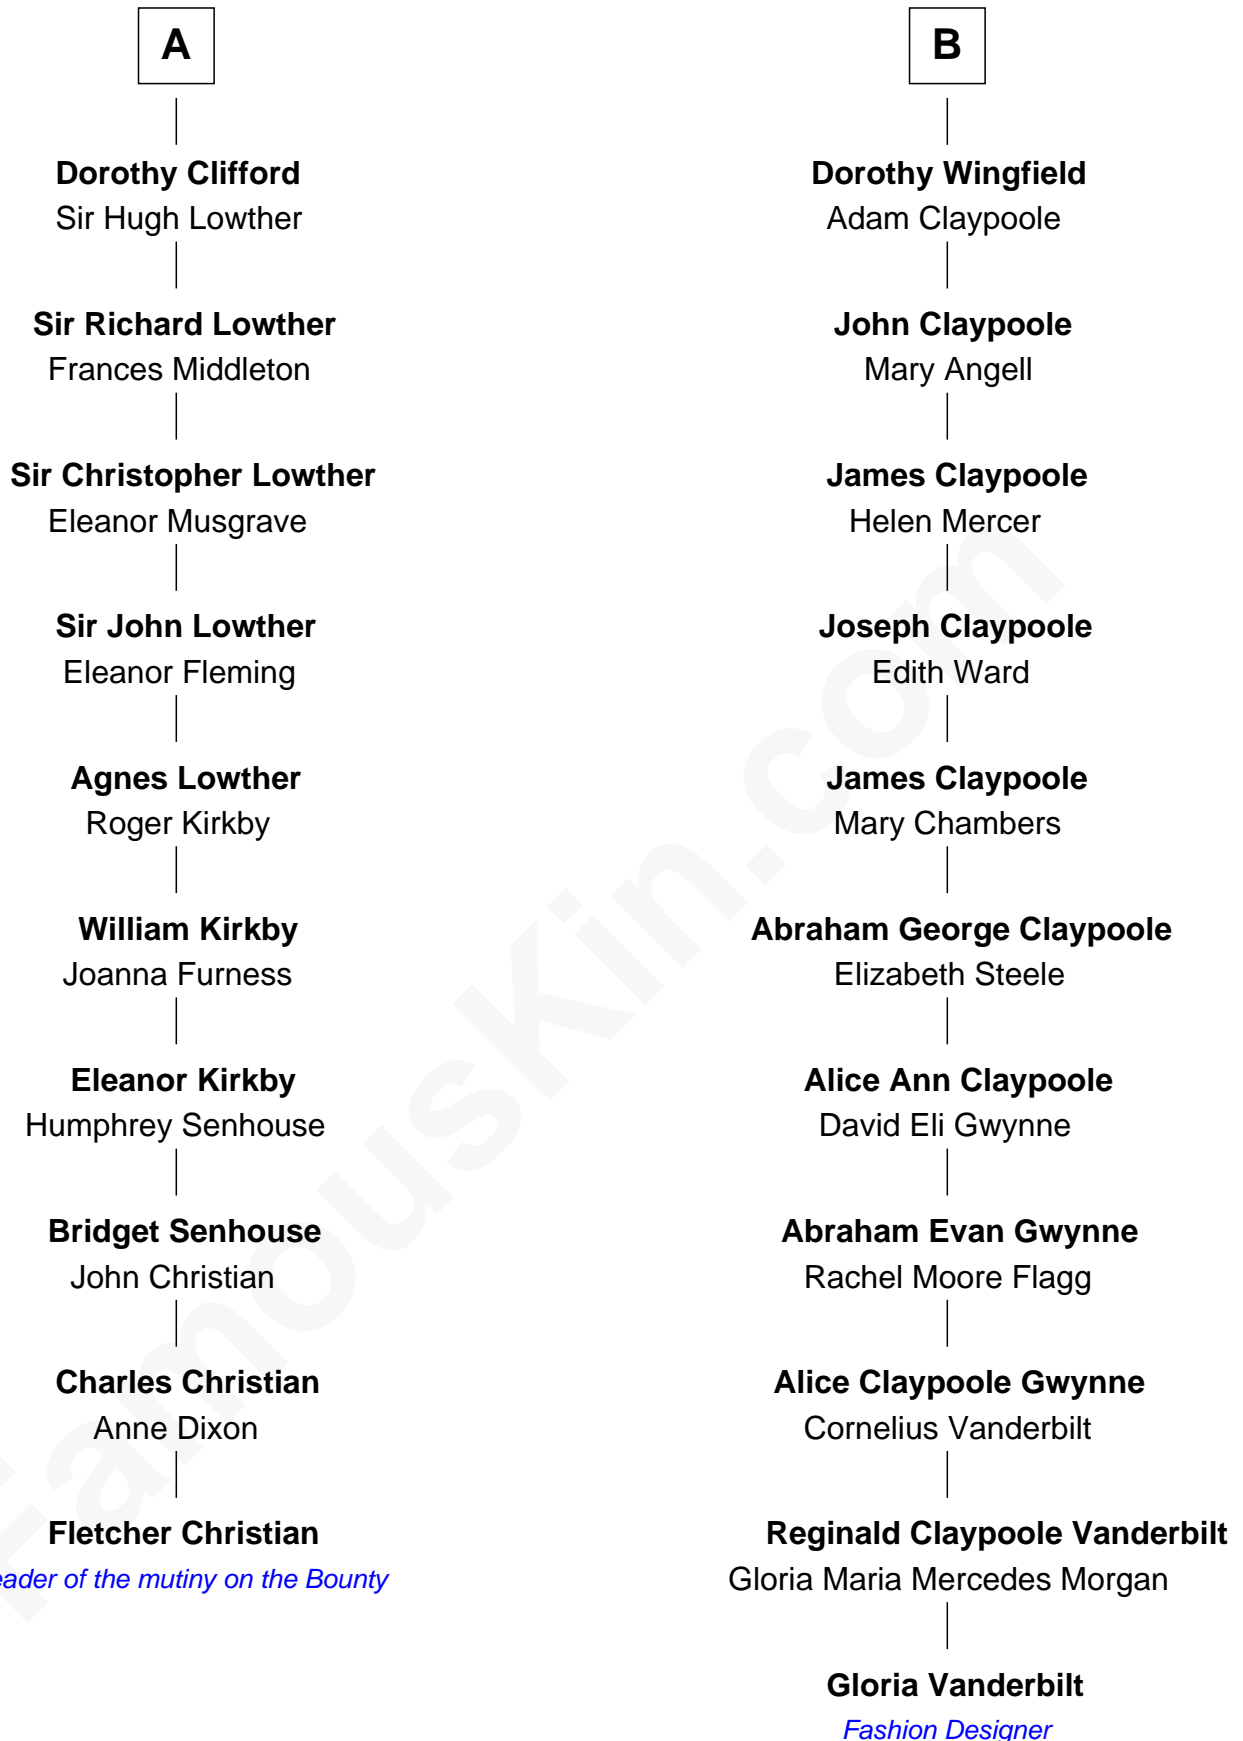 A
Dorothy Clifford
Sir Hugh Lowther
Sir Richard Lowther
Frances Middleton
Sir Christopher Lowther
Eleanor Musgrave
Sir John Lowther
Eleanor Fleming
Agnes Lowther
Roger Kirkby
William Kirkby
Joanna Furness
Eleanor Kirkby
Humphrey Senhouse
Bridget Senhouse
John Christian
Charles Christian
Anne Dixon
Fletcher Christian
eader of the mutiny on the Bounty
B
Dorothy Wingfield
Adam Claypoole
John Claypoole
Mary Angell
James Claypoole
Helen Mercer
Joseph Claypoole
Edith Ward
James Claypoole
Mary Chambers
Abraham George Claypoole
Elizabeth Steele
Alice Ann Claypoole
David Eli Gwynne
Abraham Evan Gwynne
Rachel Moore Flagg
Alice Claypoole Gwynne
Cornelius Vanderbilt
Reginald Claypoole Vanderbilt
Gloria Maria Mercedes Morgan
Gloria Vanderbilt
Fashion Designer
FamousKin.com